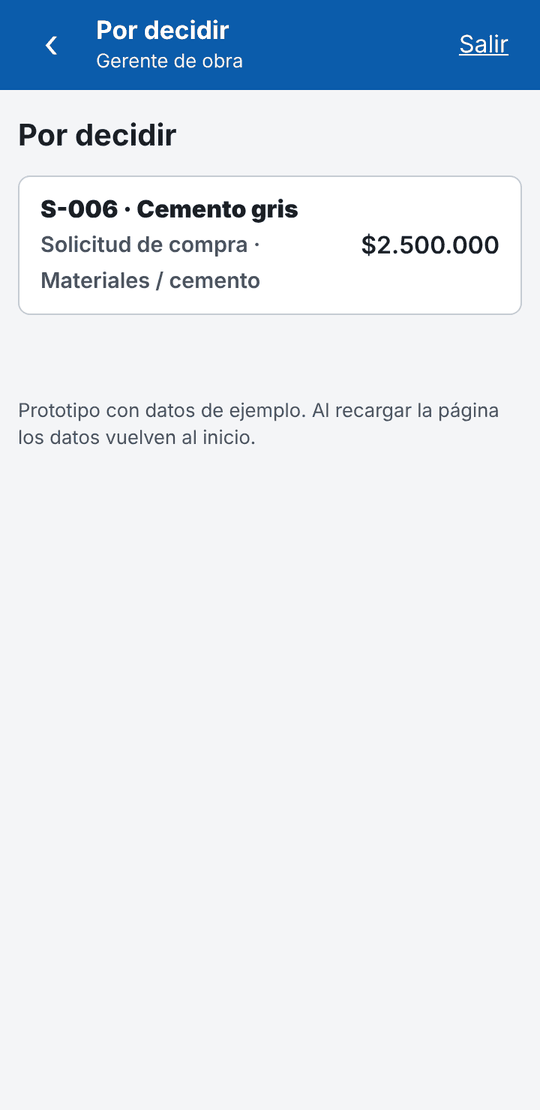 Por decidir
Gerente de obra
Salir
Por decidir
S-006 · Cemento gris
Solicitud de compra ·
Materiales / cemento
$2.500.000
Prototipo con datos de ejemplo. Al recargar la página
los datos vuelven al inicio.